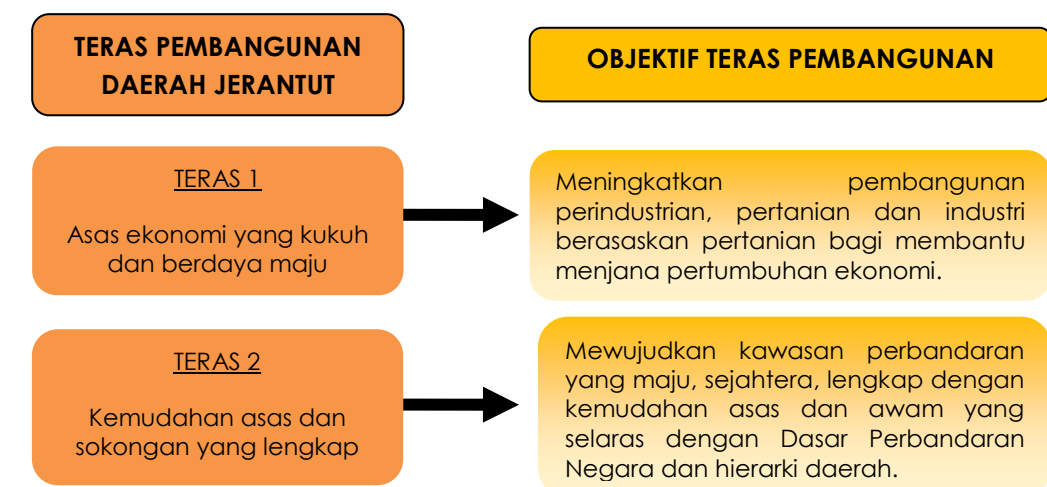 TERAS PEMBANGUNAN
DAERAH JERANTUT
OBJEKTIF TERAS PEMBANGUNAN
TERAS 1
Asas ekonomi yang kukuh
dan berdaya maju
Meningkatkan pembangunan
perindustrian, pertanian dan industri
berasaskan pertanian bagi membantu
menjana pertumbuhan ekonomi.
TERAS 2
Kemudahan asas dan
sokongan yang lengkap
Mewujudkan kawasan perbandaran
yang maju, sejahtera, lengkap dengan
kemudahan asas dan awam yang
selaras dengan Dasar Perbandaran
Negara dan hierarki daerah.